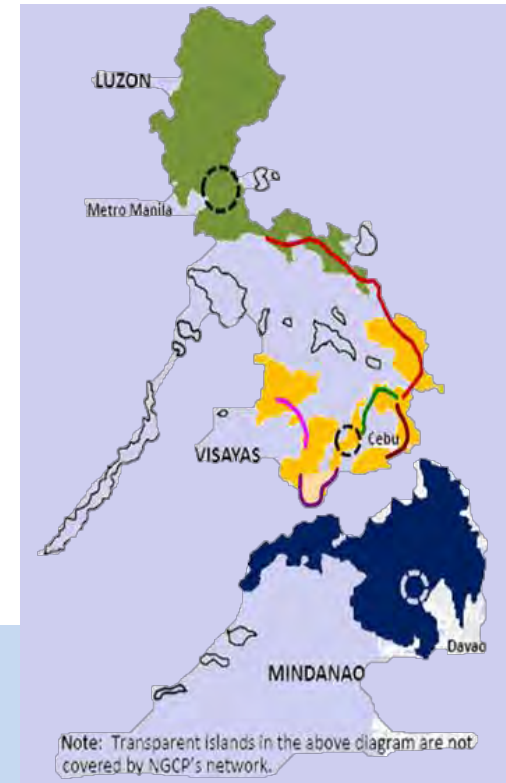 LUZON
Metro Manila
Cebu
VISAYAS
Davao
MINDANAO
Note: Transparent islands in the above diagram are not
covered by NGCP's network.